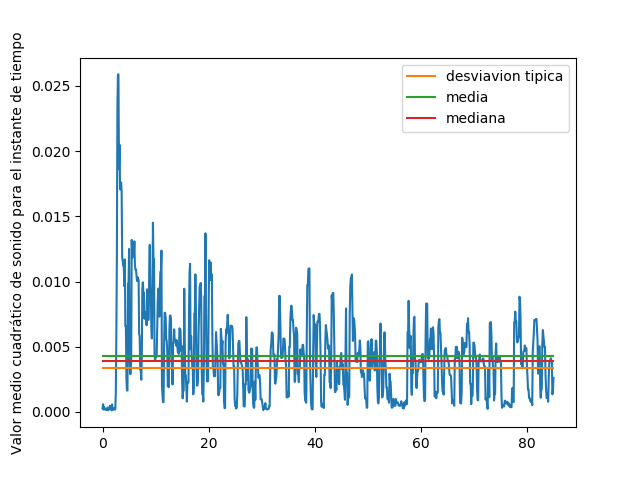 Valor medio cuadrático de sonido para el instante de tiempo
0.025
0.020
0.015
0.010
0.005
0.000
0
20
40
60
80
desviavion tipica
media
mediana